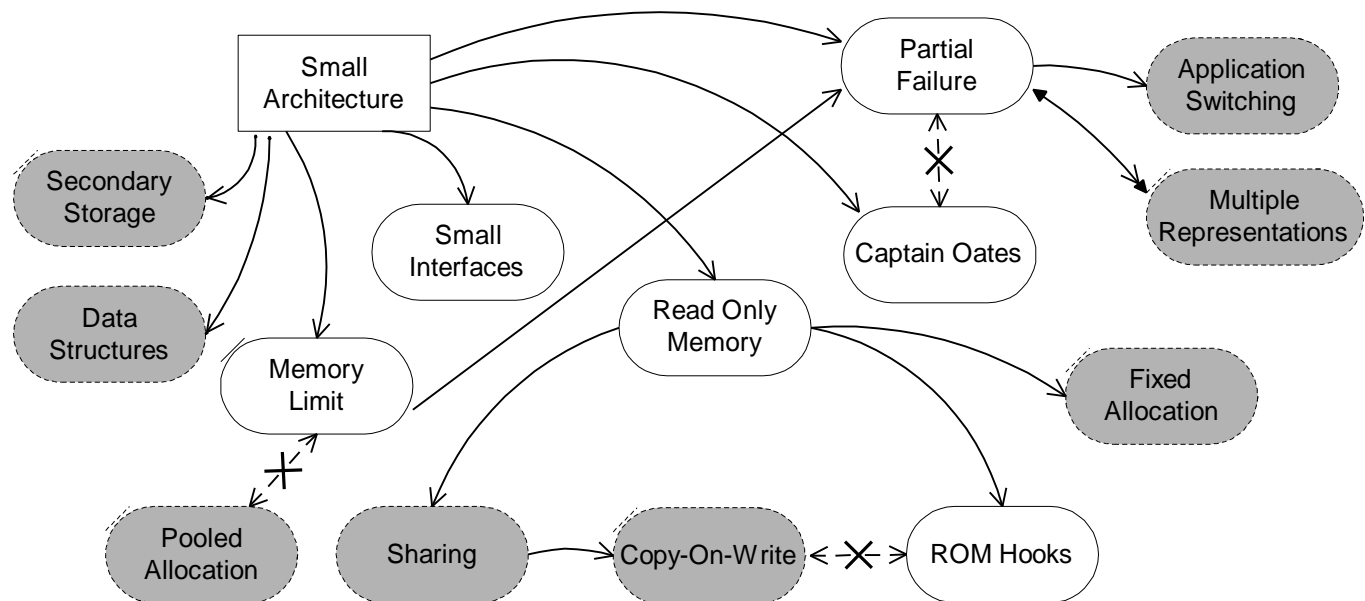 Small
Architecture
Partial
Failure
Application
Switching
Secondary
Storage
Small
Interfaces
Captain Oates
Multiple
Representations
Data
Structures
Memory
Limit
Read Only
Memory
Fixed
Allocation
Pooled
Allocation
Sharing
Copy-On-Write
ROM Hooks